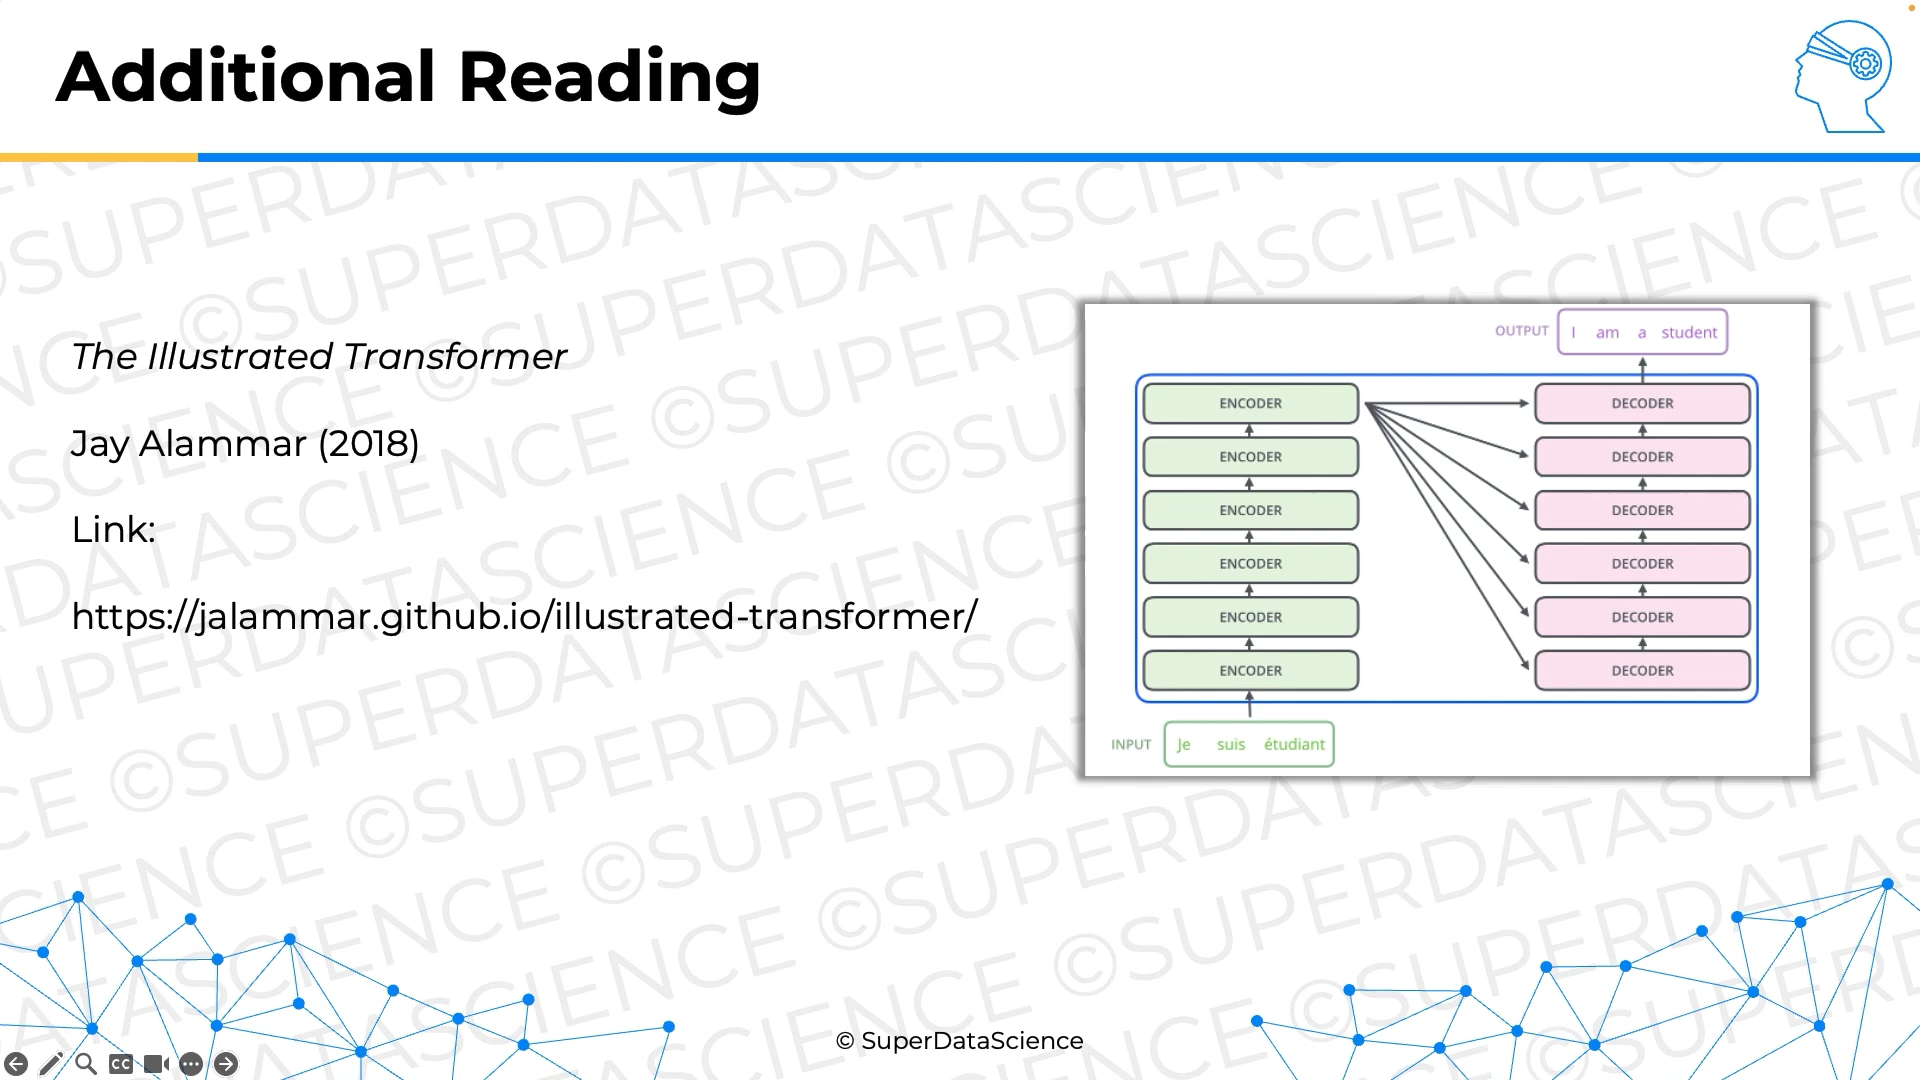 Additional Reading
The Illustrated Transformer
Jay Alammar (2018)
Link:
https://jalammar.github.io/illustrated-transformer/
OUTPUT I am a student
ENCODER DECODER
ENCODER DECODER
ENCODER DECODER
ENCODER DECODER
ENCODER DECODER
ENCODER DECODER
INPUT Je suis étudiant
© SuperDataScience
CC